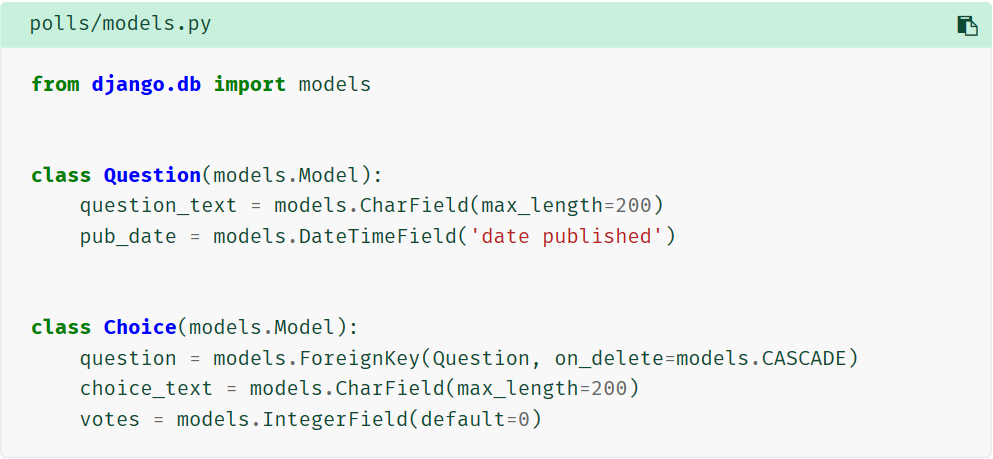 polls/models.py
from django.db import models
class Question(models.Model):
    question_text = models.CharField(max_length=200)
    pub_date = models.DateTimeField('date published')
class Choice(models.Model):
    question = models.ForeignKey(Question, on_delete=models.CASCADE)
    choice_text = models.CharField(max_length=200)
    votes = models.IntegerField(default=0)